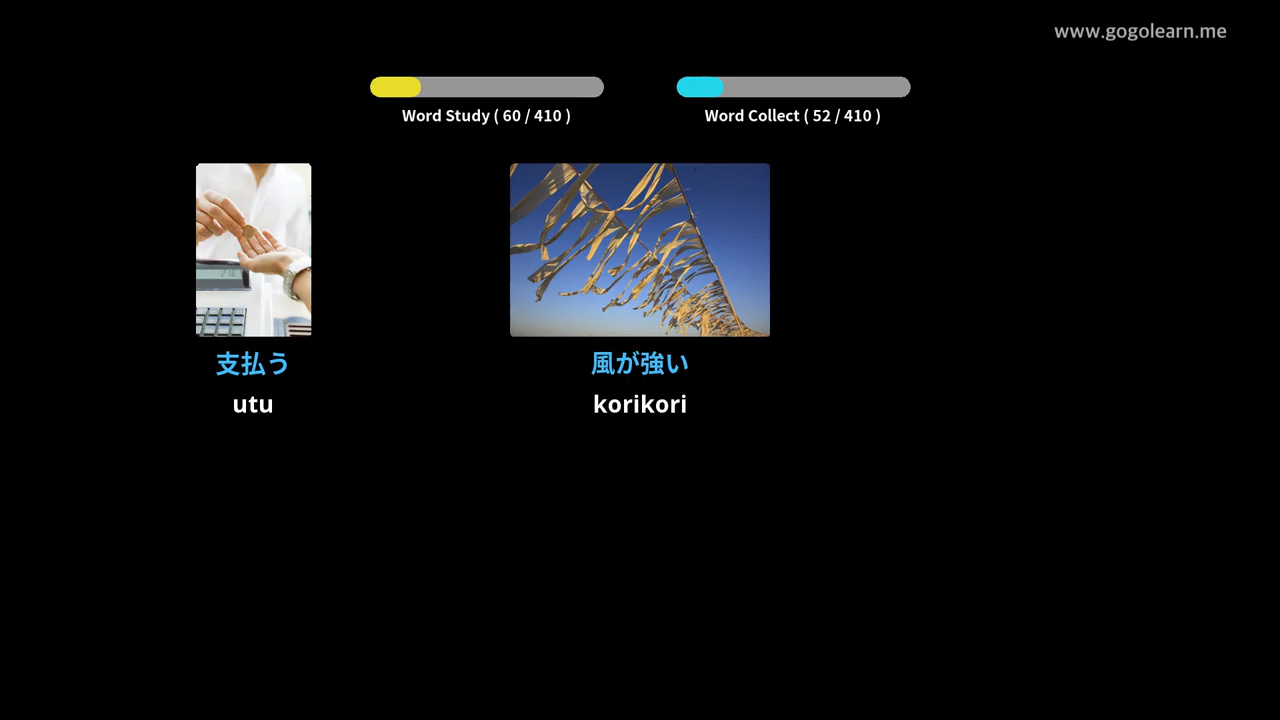 www.gogolearn.me
Word Study ( 60 / 410 )
Word Collect ( 52 / 410 )
支払う
utu
風が強い
korikori